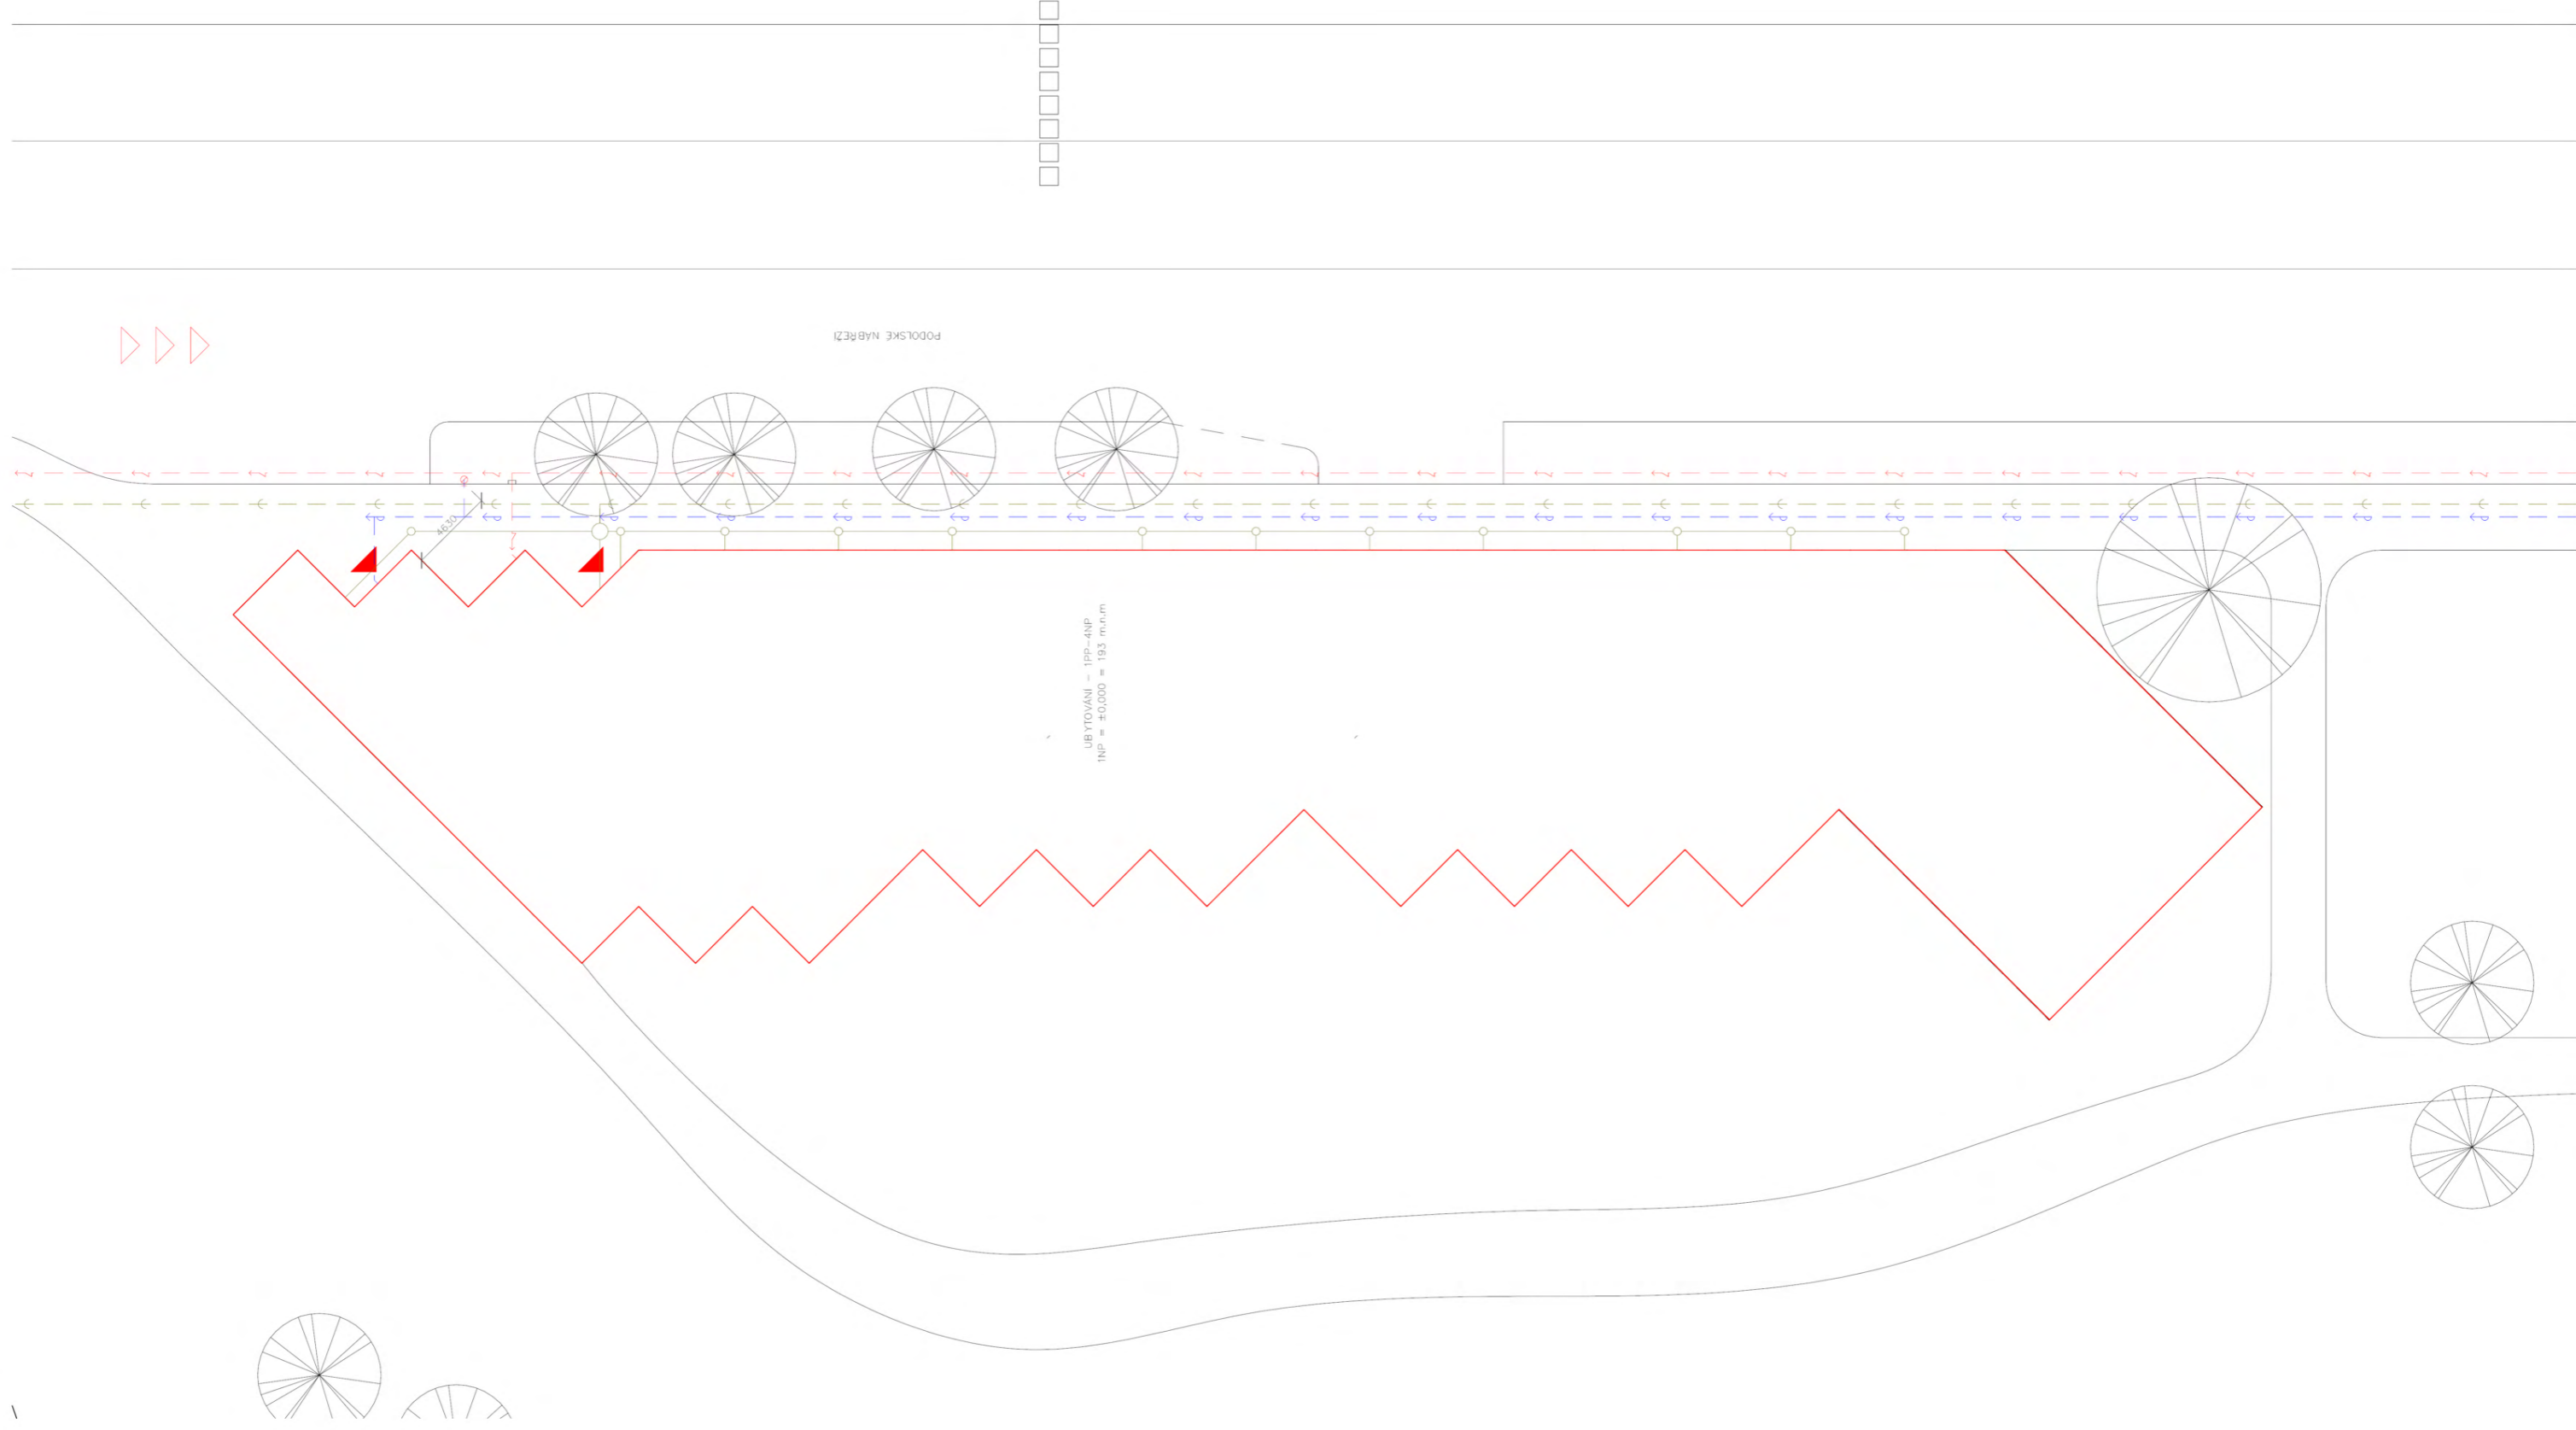 PODOLSKÉ NÁBŘEŽÍ
4630
UBYTOVÁNÍ - 1PP-4NP
1NP = ±0,000 = 193 m.n.m